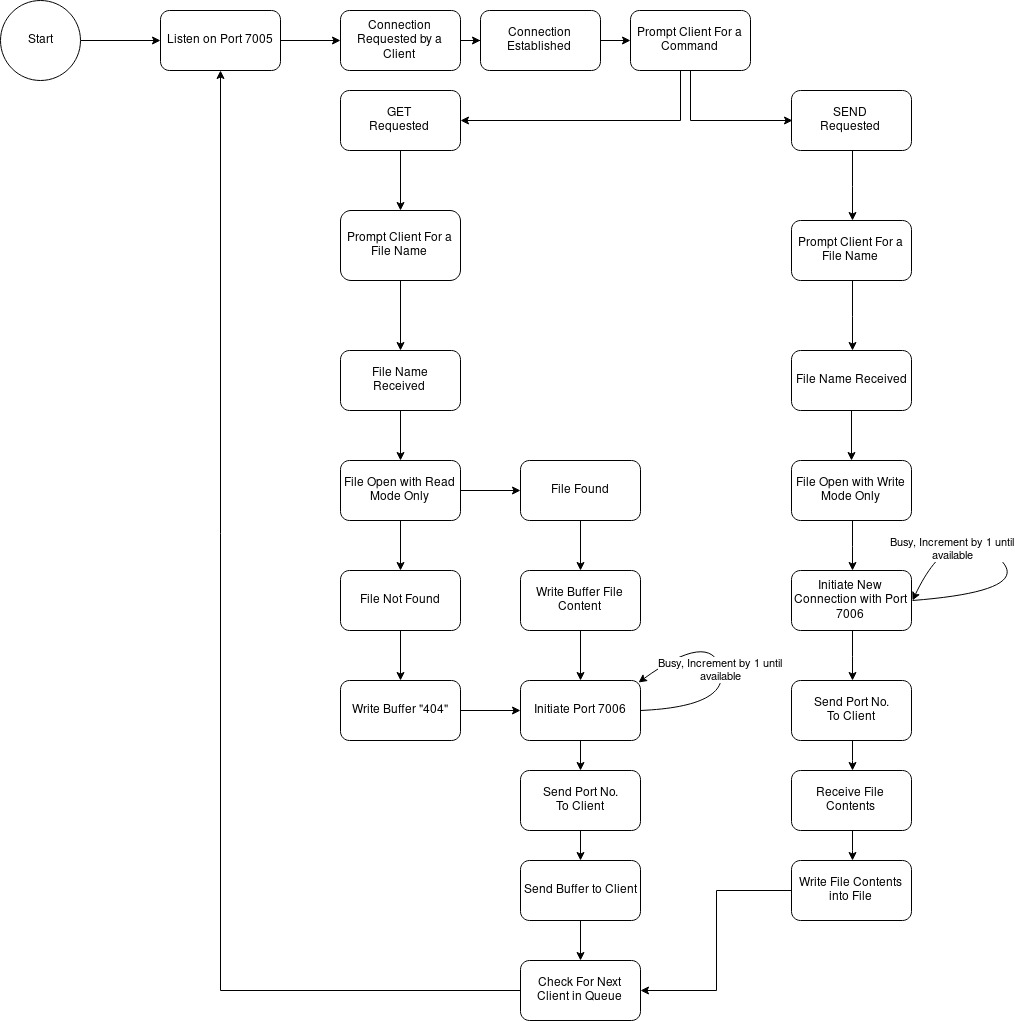 Start
Listen on Port 7005
Connection
Requested by a
Client
Connection
Established
Prompt Client For a
Command
GET
Requested
SEND
Requested
Prompt Client For a
File Name
Prompt Client For a
File Name
File Name
Received
File Name Received
File Open with Read
Mode Only
File Found
File Open with Write
Mode Only
Busy, Increment by 1 until
available
File Not Found
Write Buffer File
Content
Initiate New
Connection with Port
7006
Busy, Increment by 1 until
available
Write Buffer "404"
Initiate Port 7006
Send Port No.
To Client
Send Port No.
To Client
Receive File
Contents
Send Buffer to Client
Write File Contents
into File
Check For Next
Client in Queue